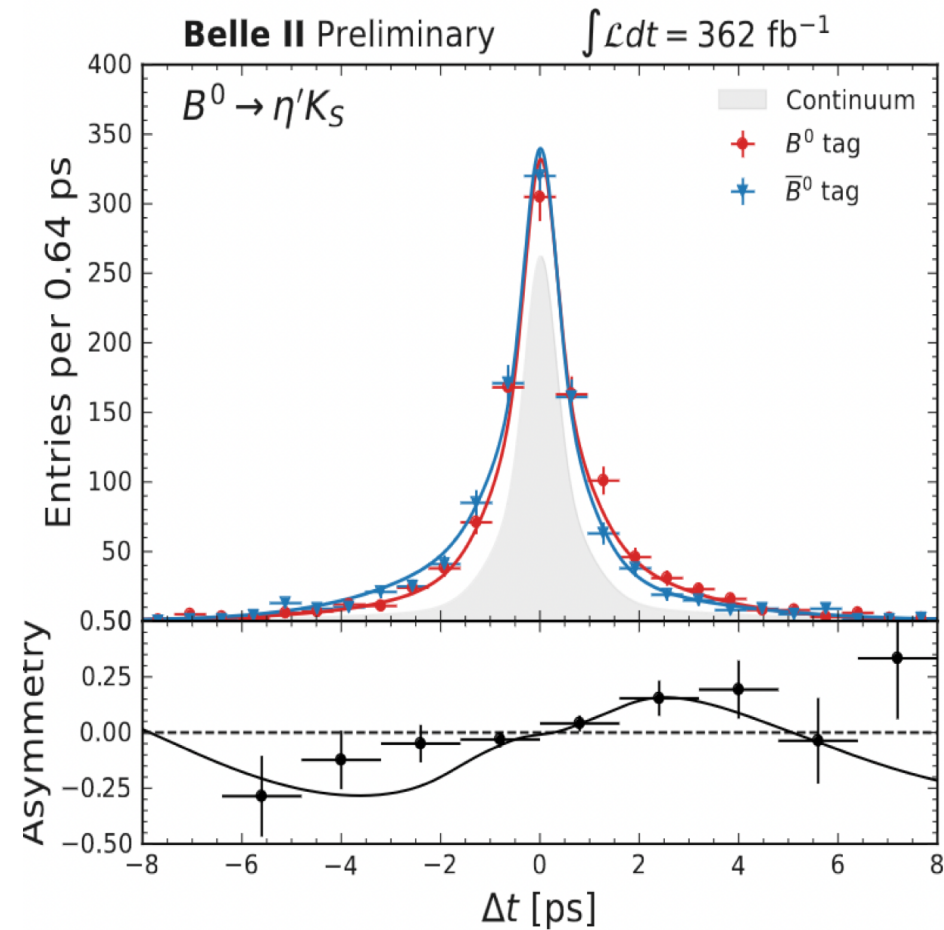 Belle II Preliminary ∫ℒdt = 362 fb⁻¹
B⁰ → η′K_S
Continuum
B⁰ tag
B̅⁰ tag
Entries per 0.64 ps
400
350
300
250
200
150
100
50
0.50
Asymmetry
0.25
0.00
−0.25
−0.50
−8 −6 −4 −2 0 2 4 6 8
Δt [ps]